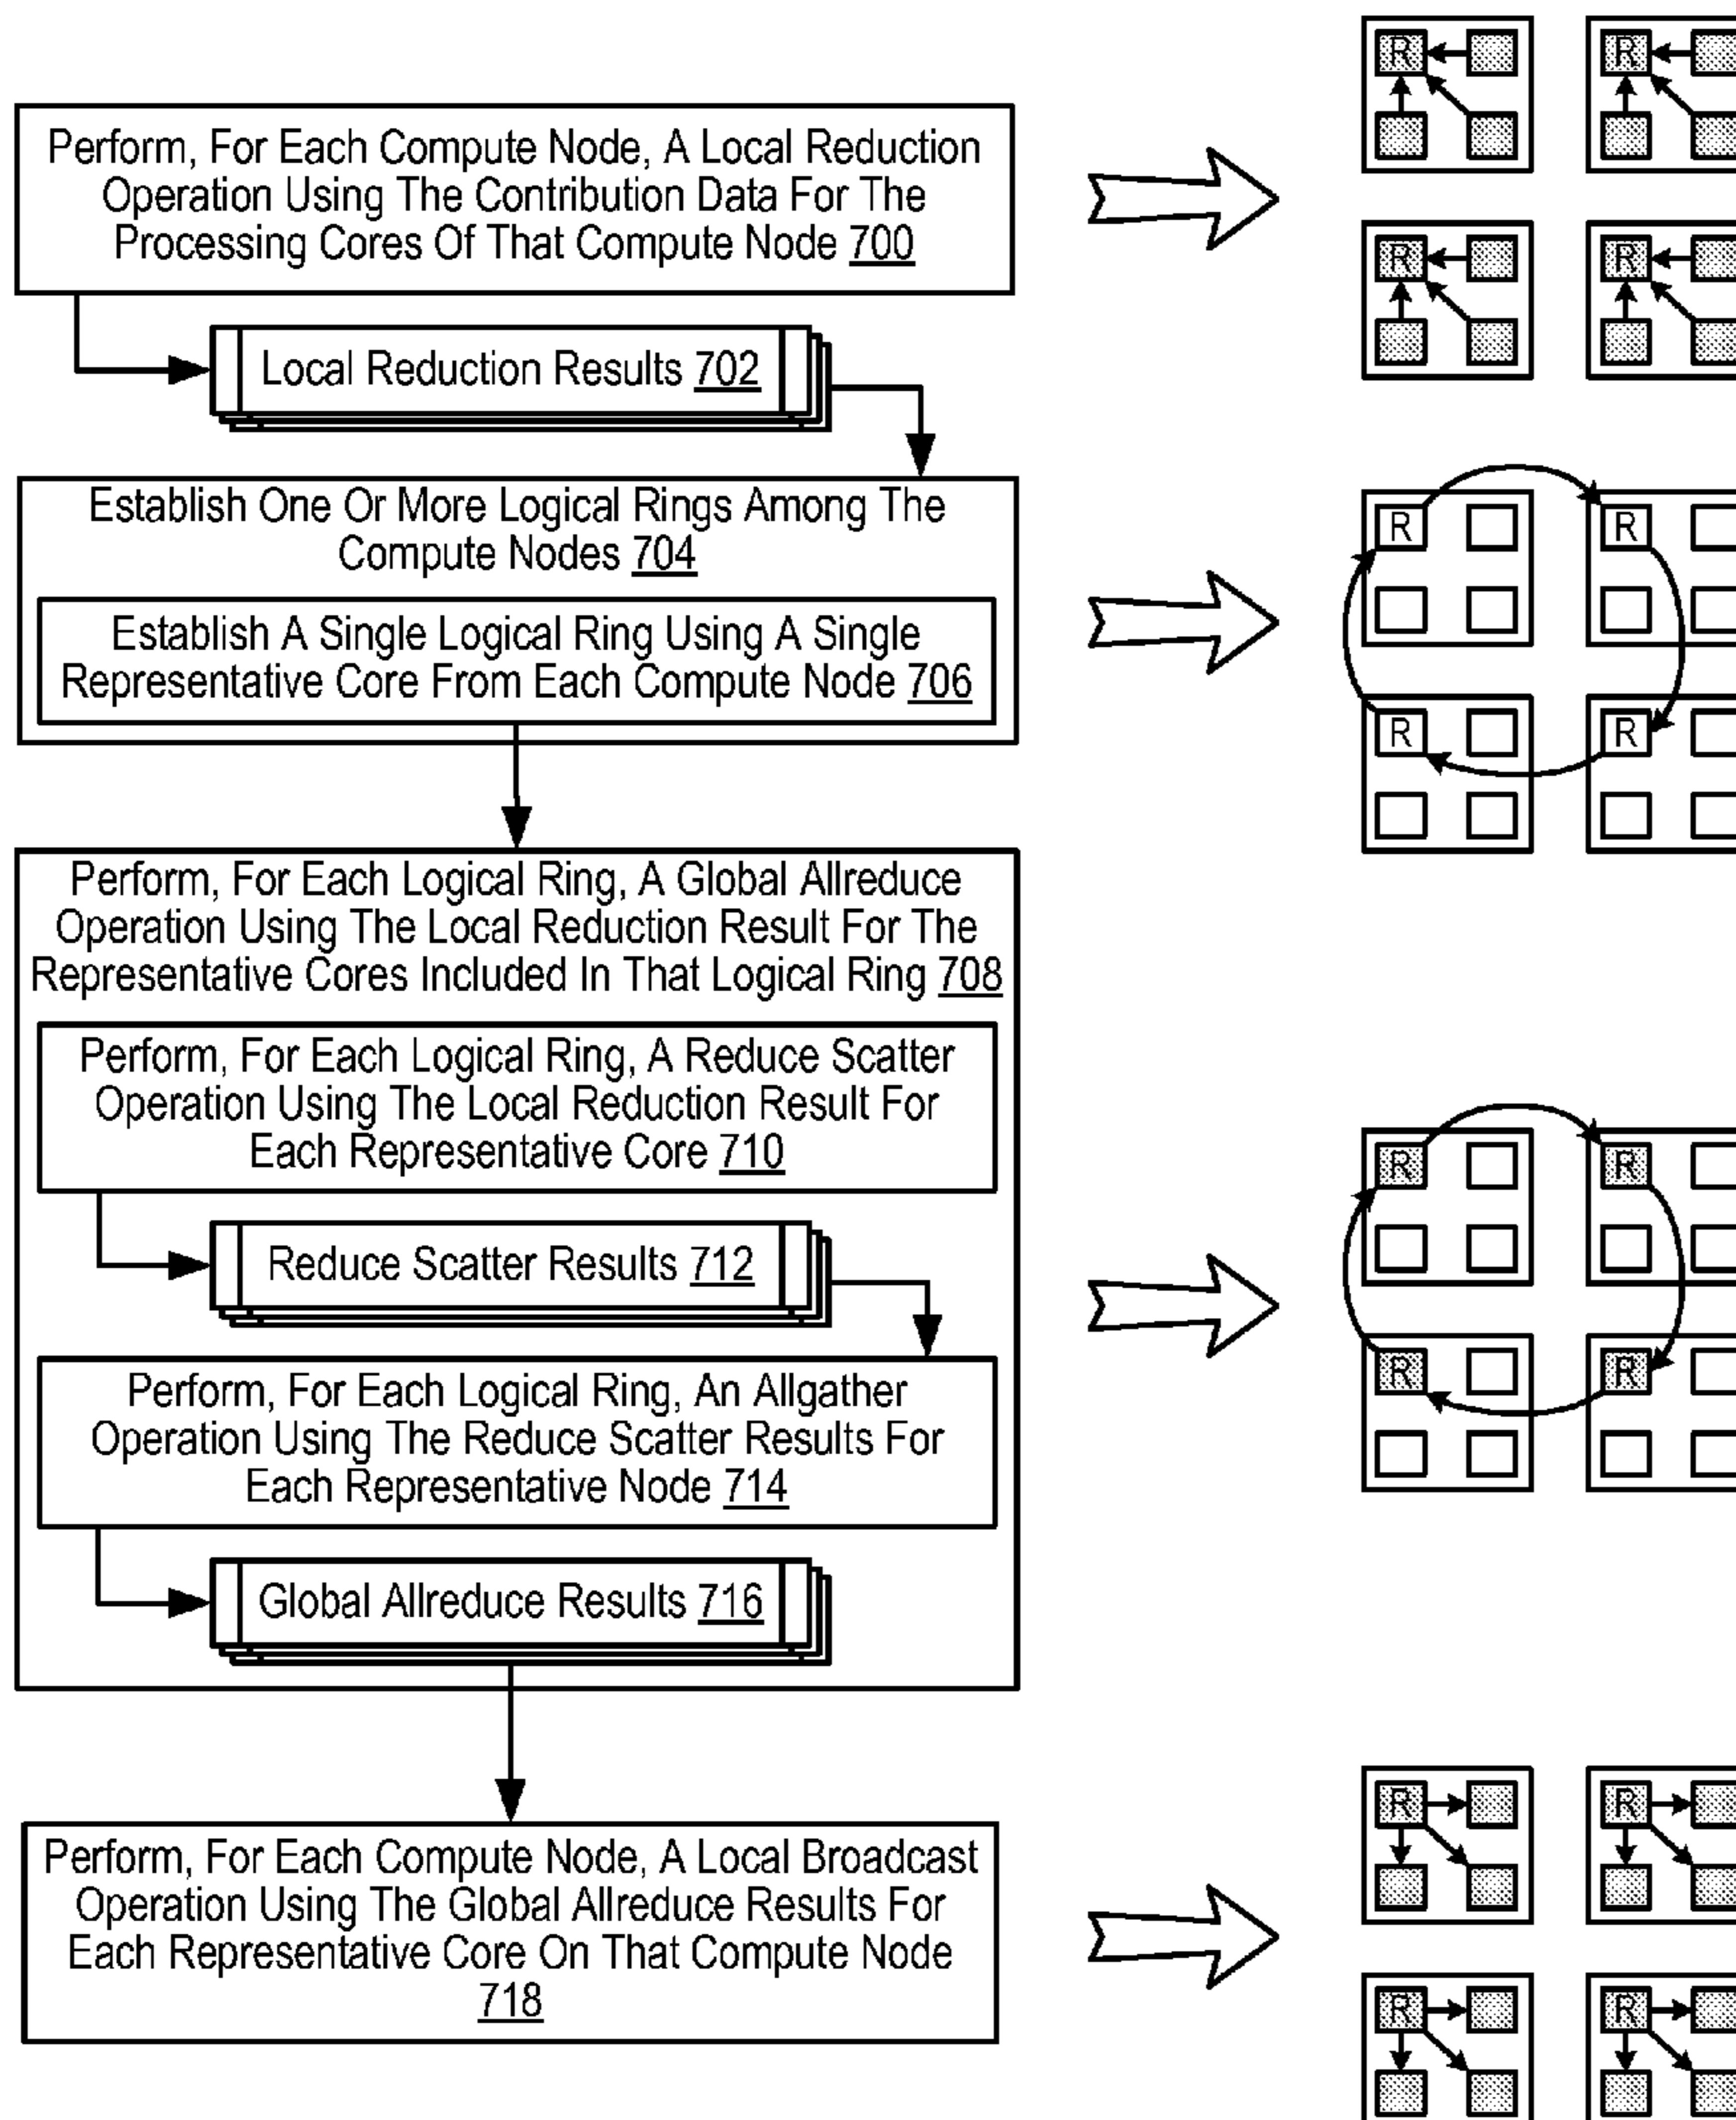 Perform, For Each Compute Node, A Local Reduction
Operation Using The Contribution Data For The
Processing Cores Of That Compute Node 700
Local Reduction Results 702
Establish One Or More Logical Rings Among The
Compute Nodes 704
Establish A Single Logical Ring Using A Single
Representative Core From Each Compute Node 706
Perform, For Each Logical Ring, A Global Allreduce
Operation Using The Local Reduction Result For The
Representative Cores Included In That Logical Ring 708
Perform, For Each Logical Ring, A Reduce Scatter
Operation Using The Local Reduction Result For
Each Representative Core 710
Reduce Scatter Results 712
Perform, For Each Logical Ring, An Allgather
Operation Using The Reduce Scatter Results For
Each Representative Node 714
Global Allreduce Results 716
Perform, For Each Compute Node, A Local Broadcast
Operation Using The Global Allreduce Results For
Each Representative Core On That Compute Node
718
R R
R R
R R
R R
R R
R R
R R
R R